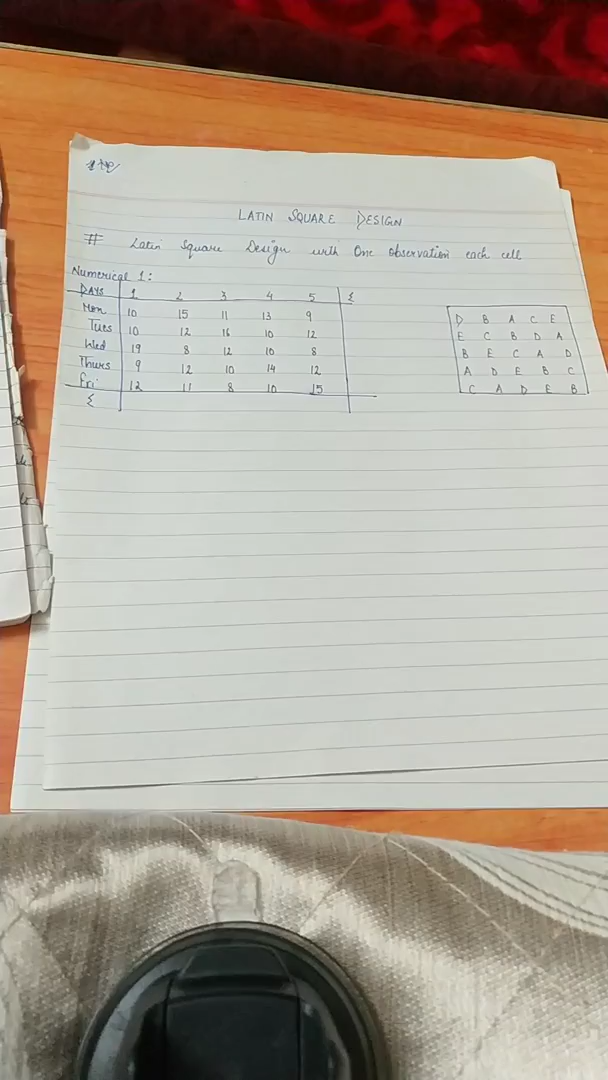 LATIN SQUARE DESIGN
# Latin Square Design with One observation each cell
Numerical 1:
DAYS 1 2 3 4 5 Σ
Mon 10 15 11 13 9
Tues 10 12 16 10 12
Wed 19 8 12 10 8
Thurs 9 12 10 14 12
Fri 12 11 8 10 15
Σ
D B A C E
E C B D A
B E C A D
A D E B C
C A D E B